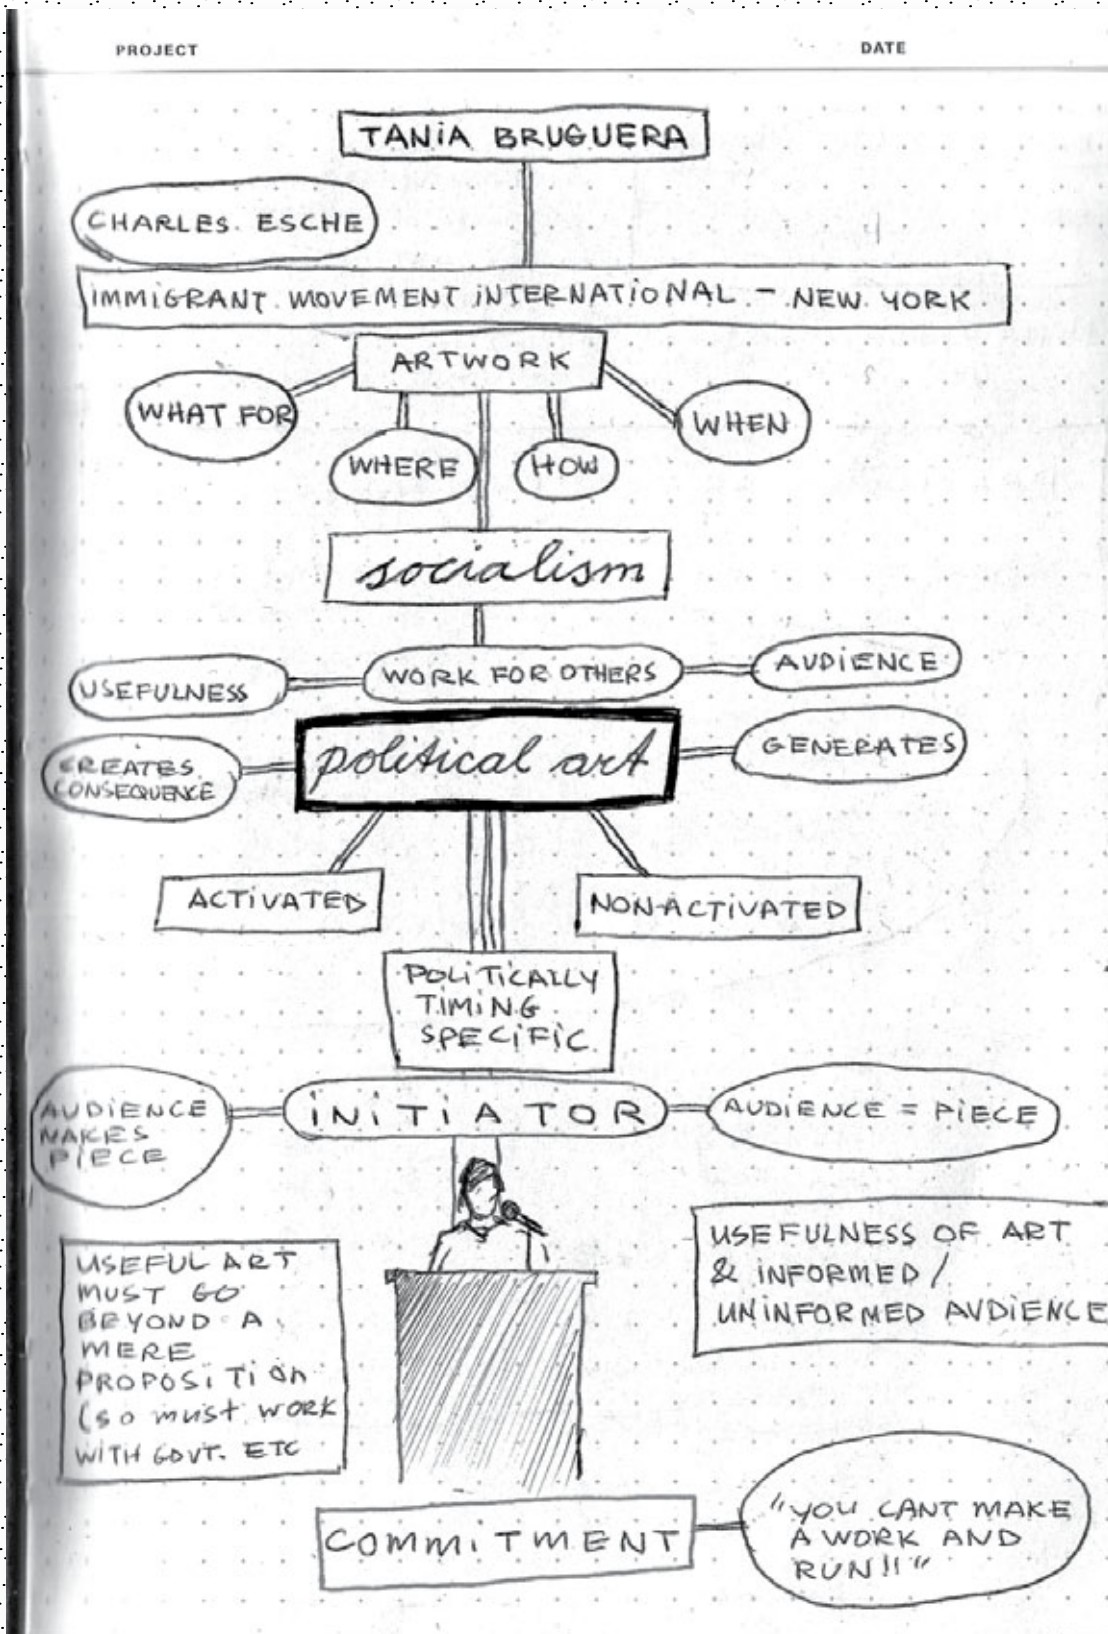 PROJECT DATE
TANiA BRUGUERA
CHARLES. ESCHE
iMMiGRANT. MOVEMENT iNTERNATiONAL - NEW YORK.
ARTWORK
WHAT FOR
WHEN
WHERE
HOW
socialism
WORK FOR OTHERS
AUDIENCE
USEFULNESS
political art
GENERATES
CREATES
CONSEQUENCE
ACTiVATED
NON-ACTiVATED
POLiTiCALLY
TiMiNG
SPECiFiC.
AUDIENCE
MAKES
PIECE
iNiTiATOR
AUDIENCE = PiECE
USEFULNESS OF ART
& iNFORMED /
UNiNFORMED AUDIENCE
USEFUL ART
MUST GO
BEYOND A
MERE
PROPOSiTion
(so must work
WITH GOVT. ETC
COMMiTMENT
"YOU CANT MAKE
A WORK AND
RUN!!"